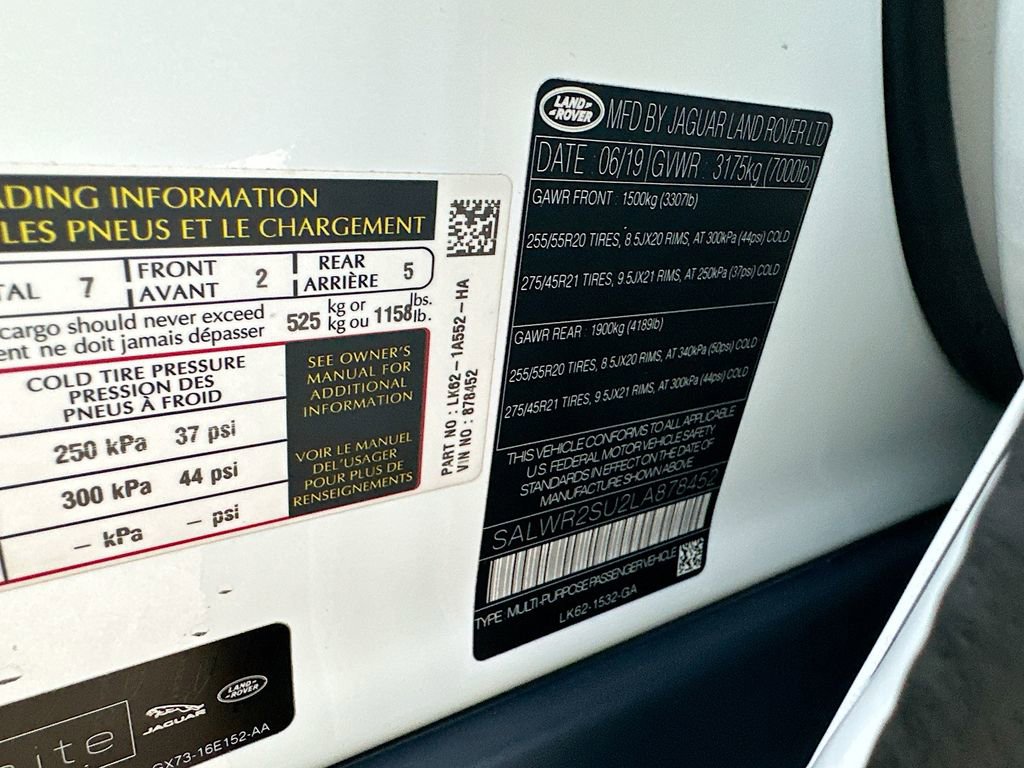 ADING INFORMATION
LES PNEUS ET LE CHARGEMENT
TAL 7 FRONT AVANT 2 REAR ARRIÈRE 5
cargo should never exceed
ent ne doit jamais dépasser
525 kg or 1158 lbs.
kg ou lb.
COLD TIRE PRESSURE
PRESSION DES
PNEUS À FROID
250 kPa 37 psi
300 kPa 44 psi
– kPa – psi
SEE OWNER'S
MANUAL FOR
ADDITIONAL
INFORMATION
VOIR LE MANUEL
DEL'USAGER
POUR PLUS DE
RENSEIGNEMENTS
PART NO : LK62-1A552-HA
VIN NO : 878452
LAND ROVER
MFD BY JAGUAR LAND ROVER LTD
DATE : 06/19 GVWR : 3175kg (7000lb)
GAWR FRONT : 1500kg (3307lb)
255/55R20 TIRES, 8.5JX20 RIMS, AT 300kPa (44psi) COLD
275/45R21 TIRES, 9.5JX21 RIMS, AT 250kPa (37psi) COLD
GAWR REAR : 1900kg (4189lb)
255/55R20 TIRES, 8.5JX20 RIMS, AT 340kPa (50psi) COLD
275/45R21 TIRES, 9.5JX21 RIMS, AT 300kPa (44psi) COLD
THIS VEHICLE CONFORMS TO ALL APPLICABLE
U.S. FEDERAL MOTOR VEHICLE SAFETY
STANDARDS IN EFFECT ON THE DATE OF
MANUFACTURE SHOWN ABOVE
SALWR2SU2LA878452
TYPE MULTI-PURPOSE PASSENGER VEHICLE
LK62-1532-GA
ite
JAGUAR
LAND ROVER
GX73-16E152-AA